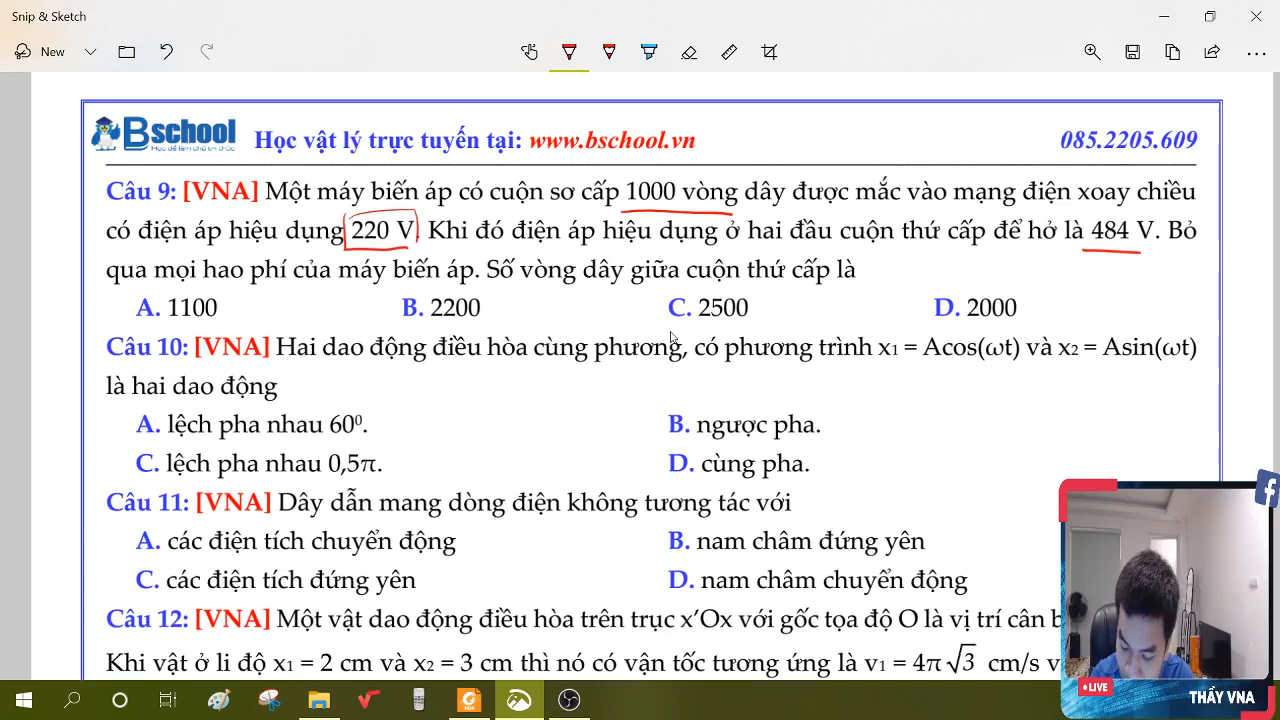 Snip & Sketch
New
Bschool
Học vật lý trực tuyến tại: www.bschool.vn
085.2205.609
Câu 9: [VNA] Một máy biến áp có cuộn sơ cấp 1000 vòng dây được mắc vào mạng điện xoay chiều
có điện áp hiệu dụng 220 V. Khi đó điện áp hiệu dụng ở hai đầu cuộn thứ cấp để hở là 484 V. Bỏ
qua mọi hao phí của máy biến áp. Số vòng dây giữa cuộn thứ cấp là
A. 1100 B. 2200 C. 2500 D. 2000
Câu 10: [VNA] Hai dao động điều hòa cùng phương, có phương trình x₁ = Acos(ωt) và x₂ = Asin(ωt)
là hai dao động
A. lệch pha nhau 60⁰. B. ngược pha.
C. lệch pha nhau 0,5π. D. cùng pha.
Câu 11: [VNA] Dây dẫn mang dòng điện không tương tác với
A. các điện tích chuyển động B. nam châm đứng yên
C. các điện tích đứng yên D. nam châm chuyển động
Câu 12: [VNA] Một vật dao động điều hòa trên trục x’Ox với gốc tọa độ O là vị trí cân
Khi vật ở li độ x₁ = 2 cm và x₂ = 3 cm thì nó có vận tốc tương ứng là v₁ = 4π√3 cm/s v
LIVE
THẦY VNA